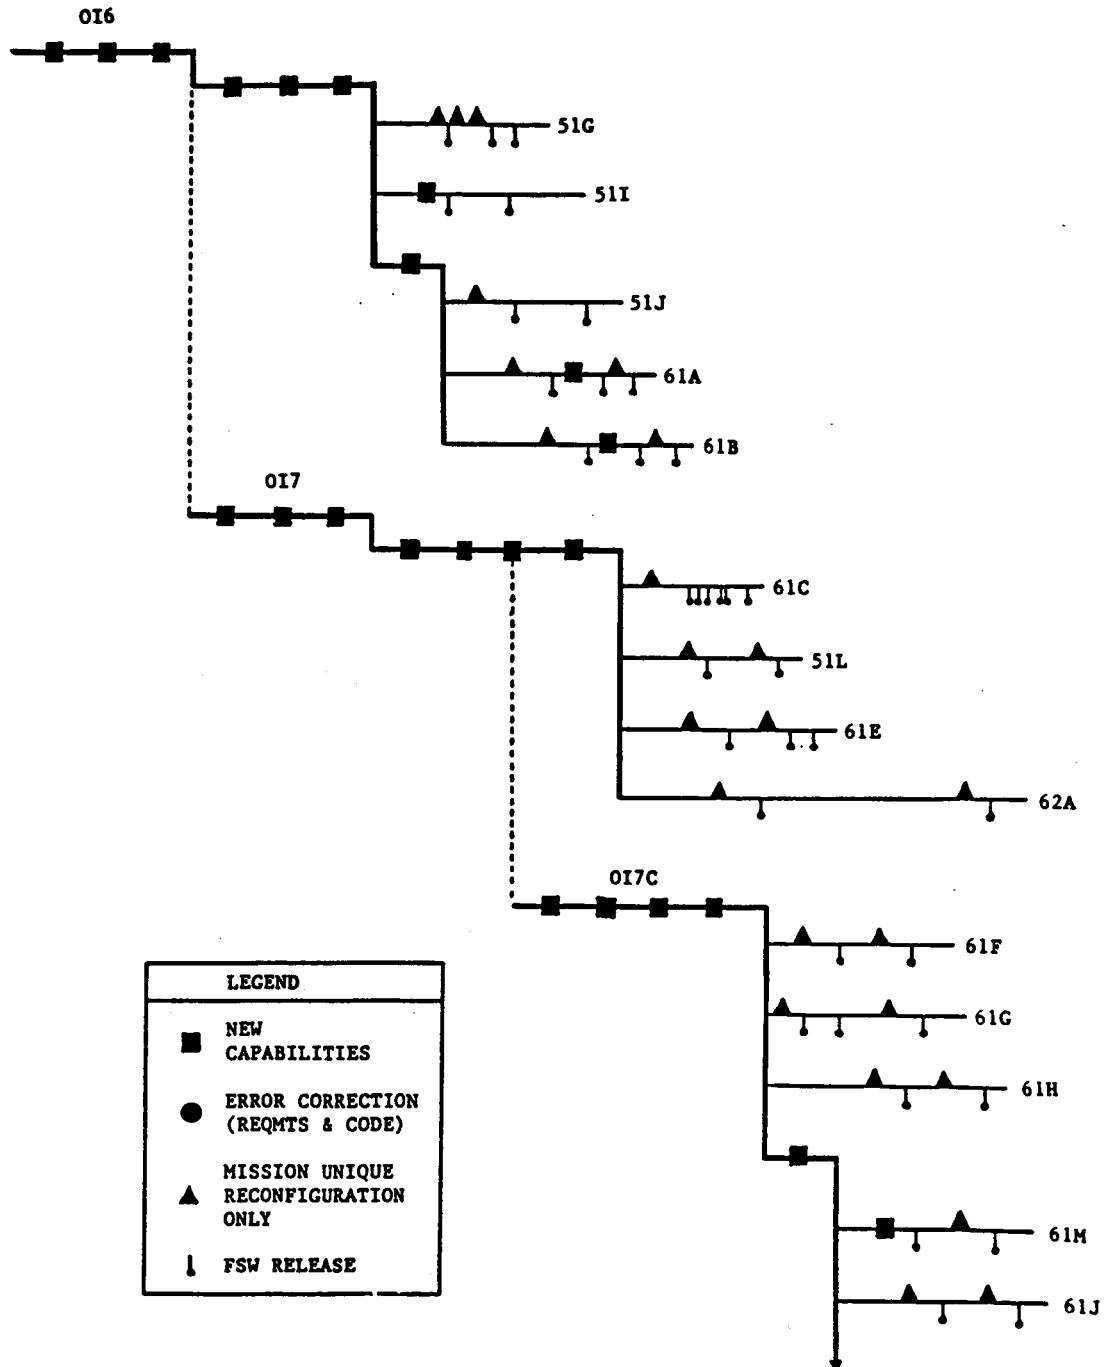 OI6
51G
51I
51J
61A
61B
OI7
61C
51L
61E
62A
OI7C
61F
61G
61H
61M
61J
LEGEND
NEW
CAPABILITIES
ERROR CORRECTION
(REQMTS & CODE)
MISSION UNIQUE
RECONFIGURATION
ONLY
FSW RELEASE